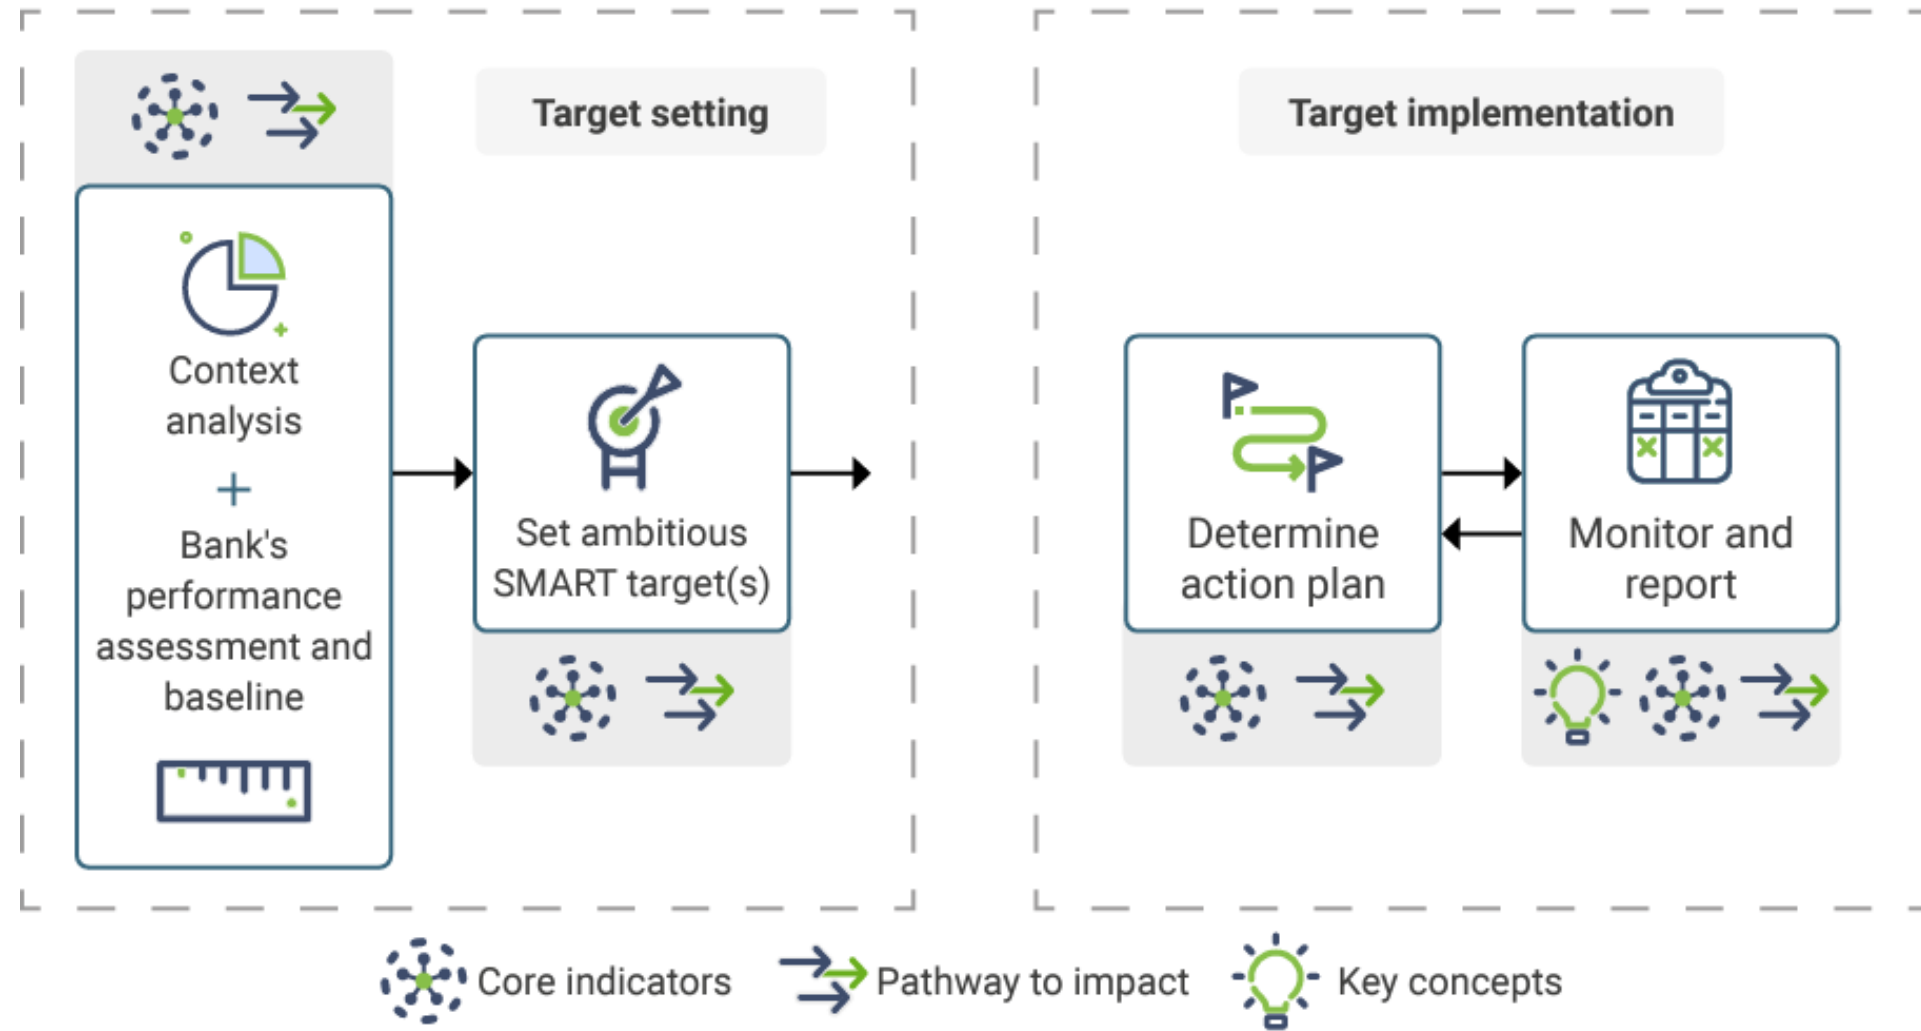 Target setting
Target implementation
Context
analysis
+
Bank's
performance
assessment and
baseline
Set ambitious
SMART target(s)
Determine
action plan
Monitor and
report
Core indicators
Pathway to impact
Key concepts